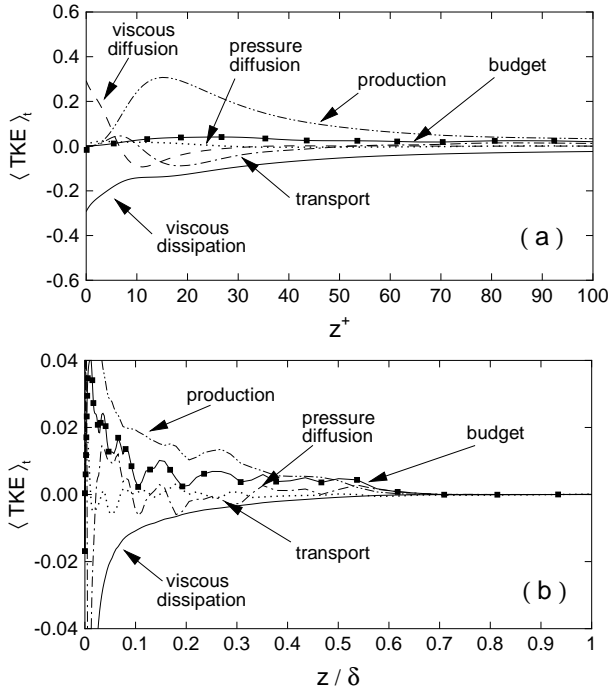 viscous
diffusion
pressure
diffusion
production
budget
transport
viscous
dissipation
( a )
0.6
0.4
0.2
0.0
-0.2
-0.4
-0.6
⟨ TKE ⟩t
0 10 20 30 40 50 60 70 80 90 100
z+
production
pressure
diffusion
budget
transport
viscous
dissipation
( b )
0.04
0.02
0.00
-0.02
-0.04
⟨ TKE ⟩t
0 0.1 0.2 0.3 0.4 0.5 0.6 0.7 0.8 0.9 1
z / δ